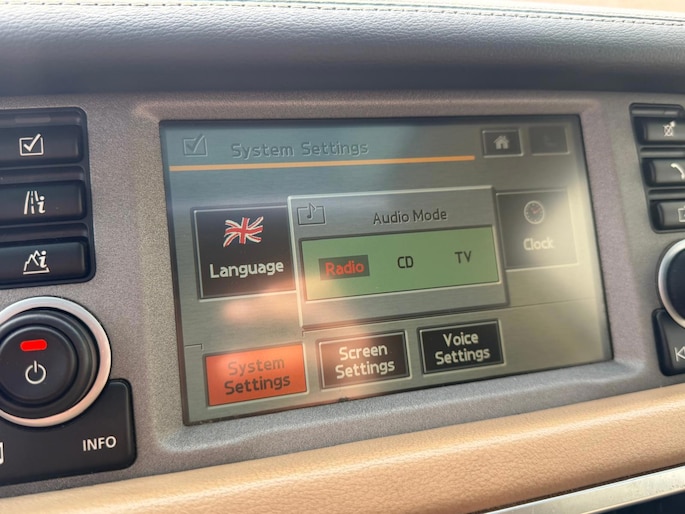 System Settings
Audio Mode
Language
Radio CD TV
Clock
System
Settings
Screen
Settings
Voice
Settings
INFO